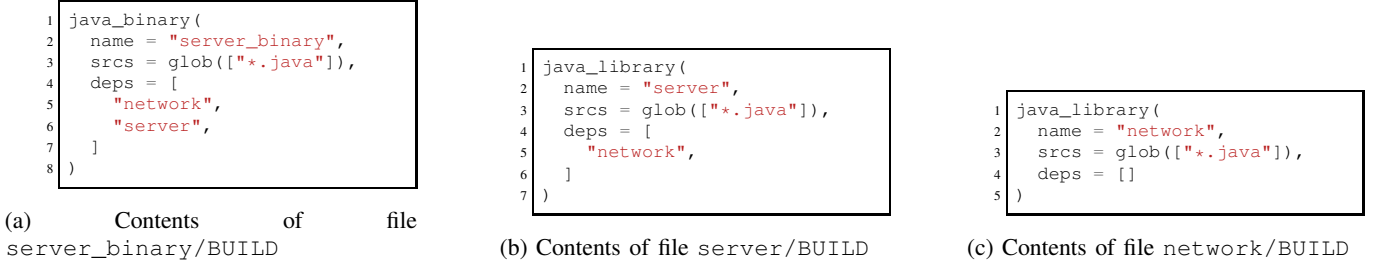 1 java_binary(
2   name = "server_binary",
3   srcs = glob(["*.java"]),
4   deps = [
5     "network",
6     "server",
7   ]
8 )
(a) Contents of file
server_binary/BUILD
1 java_library(
2   name = "server",
3   srcs = glob(["*.java"]),
4   deps = [
5     "network",
6   ]
7 )
(b) Contents of file server/BUILD
1 java_library(
2   name = "network",
3   srcs = glob(["*.java"]),
4   deps = []
5 )
(c) Contents of file network/BUILD